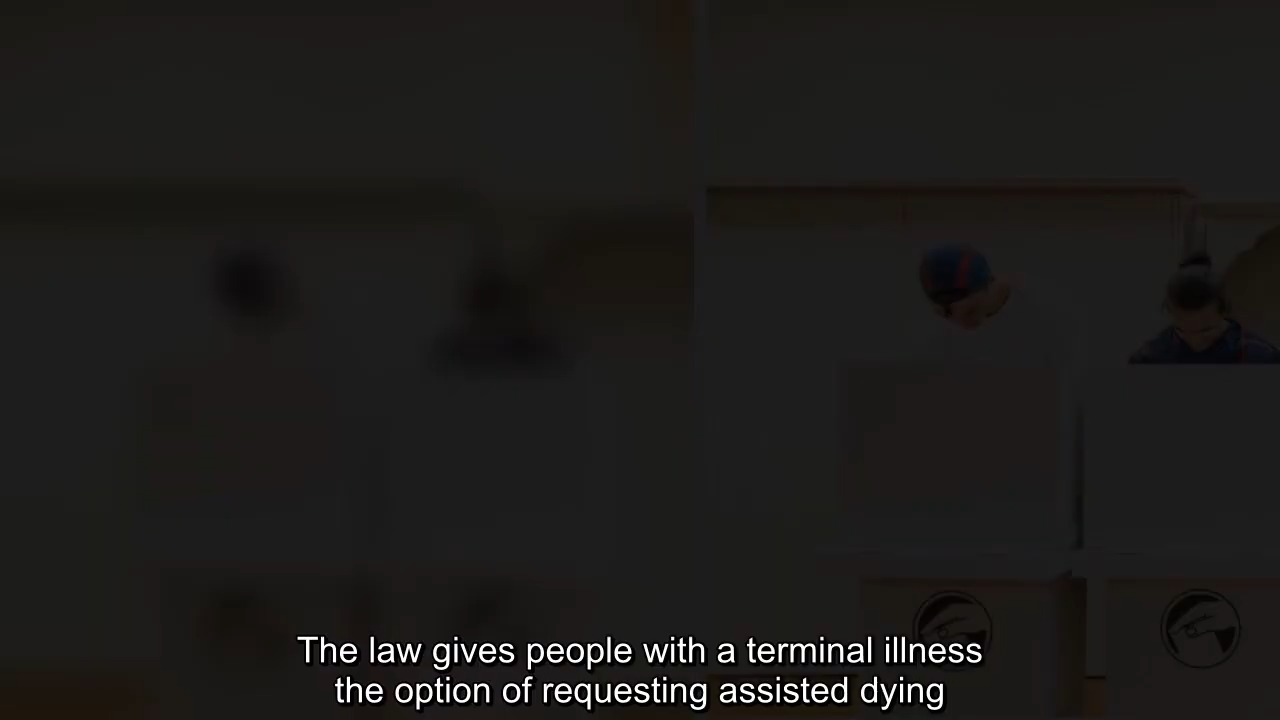 The law gives people with a terminal illness
the option of requesting assisted dying